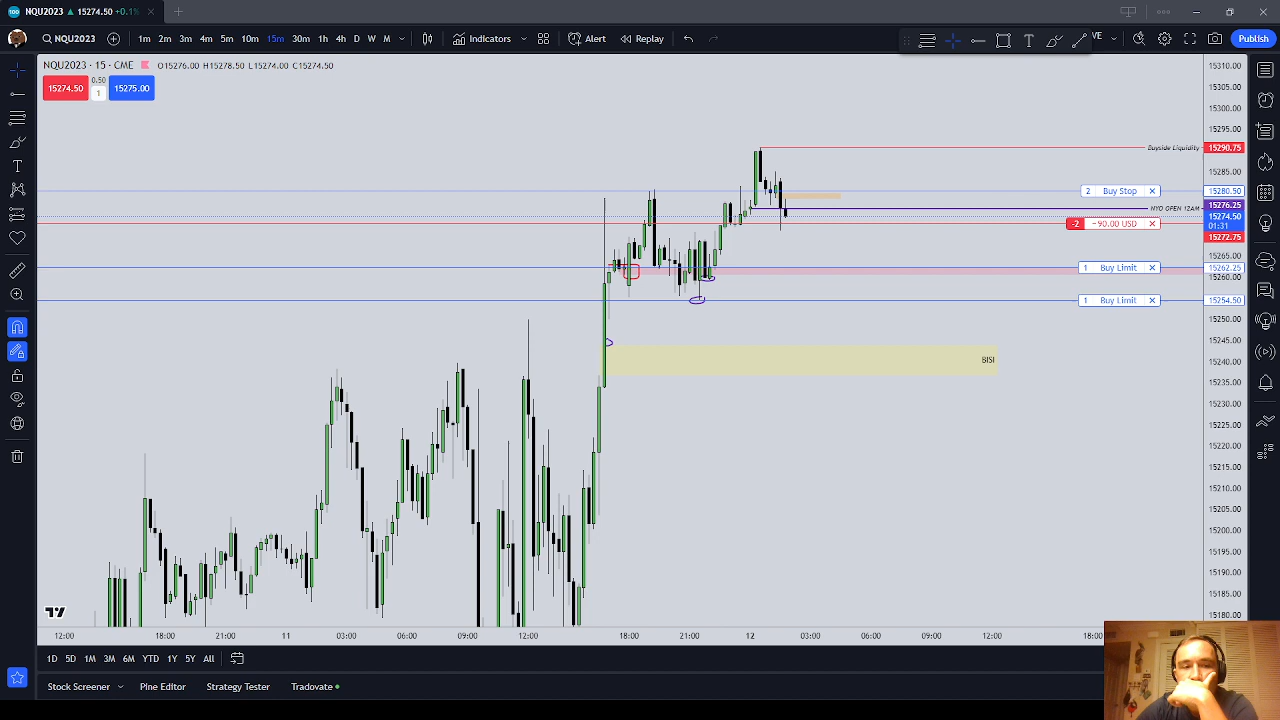 NQU2023 ▲ 15274.50 +0.1%
NQU2023 1m 2m 3m 4m 5m 10m 15m 30m 1h 4h D W M Indicators Alert Replay VE Publish
NQU2023 · 15 · CME O15276.00 H15278.50 L15274.00 C15274.50
15274.50 0.50 1 15275.00
15310.00
15305.00
15300.00
15295.00
Buyside Liquidity 15290.75
15285.00
2 Buy Stop 15280.50
NYO OPEN 12AM 15276.25
15274.50
01:31
-2 −90.00 USD
15272.75
15265.00
1 Buy Limit 15262.25
15260.00
1 Buy Limit 15254.50
15250.00
15245.00
BISI
15240.00
15235.00
15230.00
15225.00
15220.00
15215.00
15210.00
15205.00
15200.00
15195.00
15190.00
15185.00
15180.00
12:00 18:00 21:00 11 03:00 06:00 09:00 12:00 18:00 21:00 12 03:00 06:00 09:00 12:00 18:00
1D 5D 1M 3M 6M YTD 1Y 5Y All
Stock Screener Pine Editor Strategy Tester Tradovate